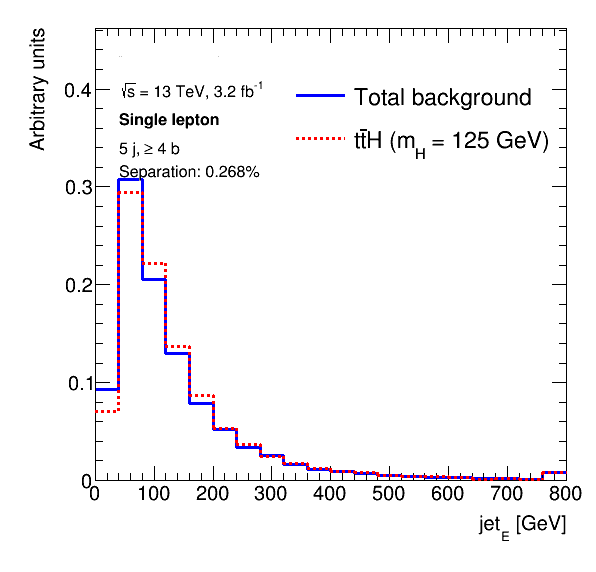 Arbitrary units
0.4
0.3
0.2
0.1
0
√s = 13 TeV, 3.2 fb⁻¹
Single lepton
5 j, ≥ 4 b
Separation: 0.268%
Total background
tt̄H (m_H = 125 GeV)
0 100 200 300 400 500 600 700 800
jet_E [GeV]